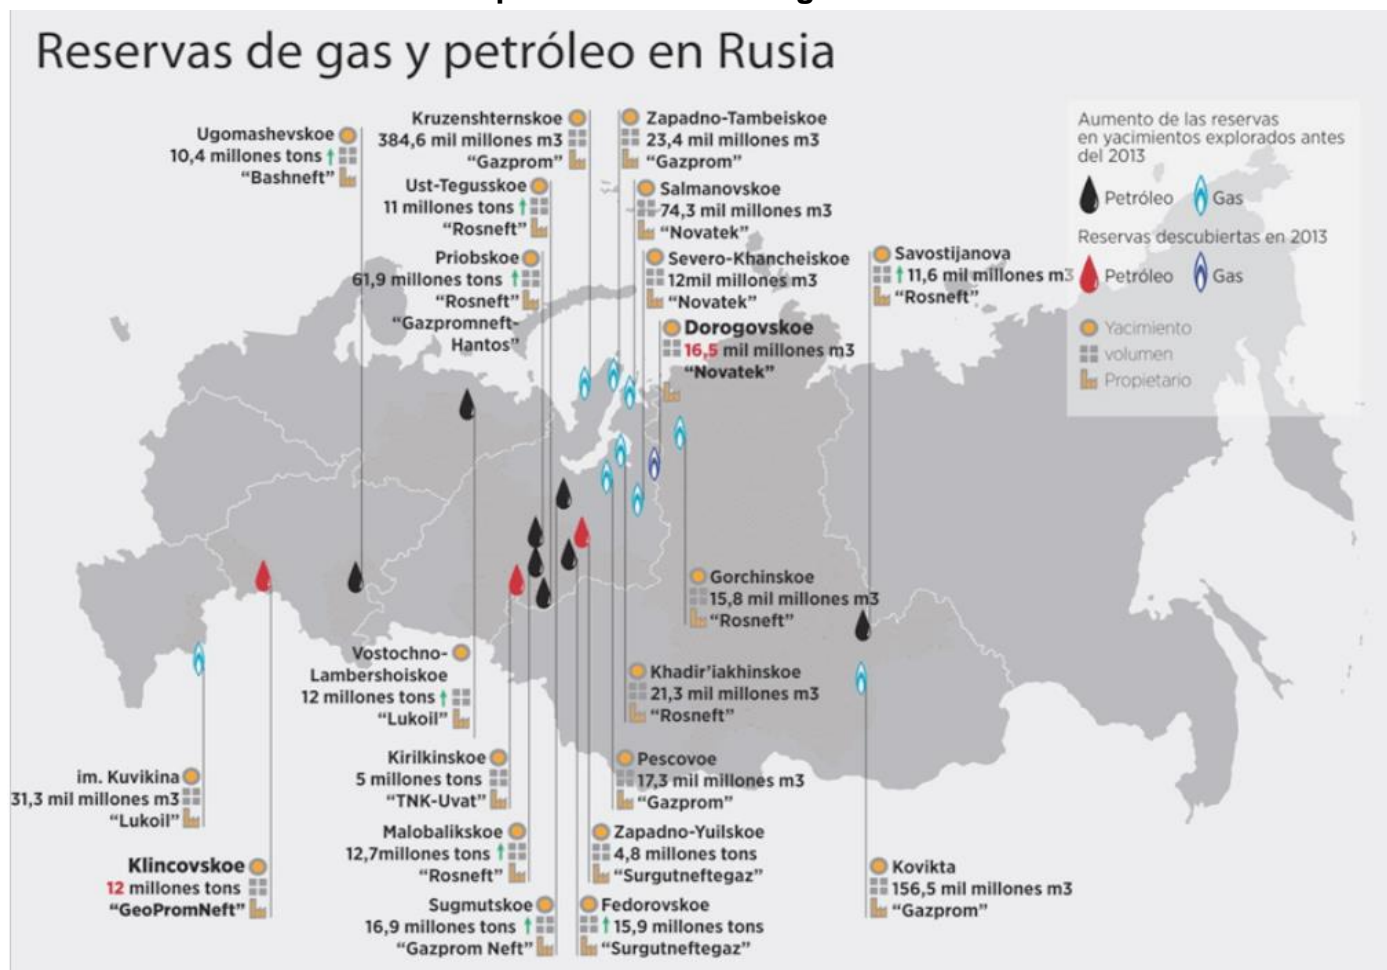 Reservas de gas y petróleo en Rusia
Ugomashevskoe
10,4 millones tons
“Bashneft”
Kruzenshternskoe
384,6 mil millones m3
“Gazprom”
Ust-Tegusskoe
11 millones tons
“Rosneft”
Priobskoe
61,9 millones tons
“Rosneft”
“Gazpromneft-
Hantos”
Zapadno-Tambeiskoe
23,4 mil millones m3
“Gazprom”
Salmanovskoe
74,3 mil millones m3
“Novatek”
Severo-Khancheiskoe
12mil millones m3
“Novatek”
Dorogovskoe
16,5 mil millones m3
“Novatek”
Savostijanova
11,6 mil millones m3
“Rosneft”
Aumento de las reservas
en yacimientos explorados antes
del 2013
Petróleo
Gas
Reservas descubiertas en 2013
Petróleo
Gas
Yacimiento
volumen
Propietario
Gorchinskoe
15,8 mil millones m3
“Rosneft”
Vostochno-
Lambershoiskoe
12 millones tons
“Lukoil”
Khadir’iakhinskoe
21,3 mil millones m3
“Rosneft”
Kirilkinskoe
5 millones tons
“TNK-Uvat”
Pescovoe
17,3 mil millones m3
“Gazprom”
im. Kuvikina
31,3 mil millones m3
“Lukoil”
Malobalikskoe
12,7millones tons
“Rosneft”
Zapadno-Yuilskoe
4,8 millones tons
“Surgutneftegaz”
Klincovskoe
12 millones tons
“GeoPromNeft”
Sugmutskoe
16,9 millones tons
“Gazprom Neft”
Fedorovskoe
15,9 millones tons
“Surgutneftegaz”
Kovikta
156,5 mil millones m3
“Gazprom”